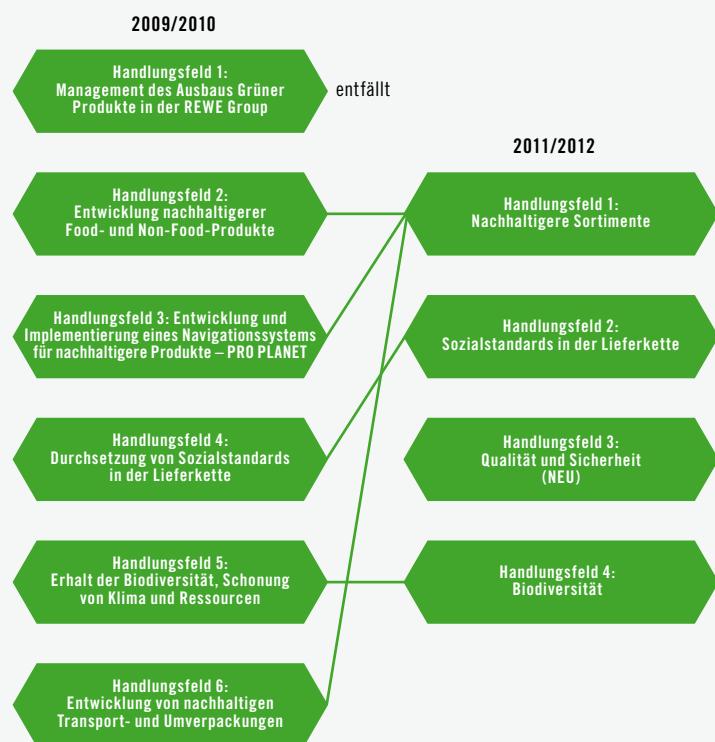 2009/2010
Handlungsfeld 1:
Management des Ausbaus Grüner
Produkte in der REWE Group
entfällt
Handlungsfeld 2:
Entwicklung nachhaltigerer
Food- und Non-Food-Produkte
Handlungsfeld 3: Entwicklung und
Implementierung eines Navigationssystems
für nachhaltigere Produkte – PRO PLANET
Handlungsfeld 4:
Durchsetzung von Sozialstandards
in der Lieferkette
Handlungsfeld 5:
Erhalt der Biodiversität, Schonung
von Klima und Ressourcen
Handlungsfeld 6:
Entwicklung von nachhaltigen
Transport- und Umverpackungen
2011/2012
Handlungsfeld 1:
Nachhaltigere Sortimente
Handlungsfeld 2:
Sozialstandards in der Lieferkette
Handlungsfeld 3:
Qualität und Sicherheit
(NEU)
Handlungsfeld 4:
Biodiversität